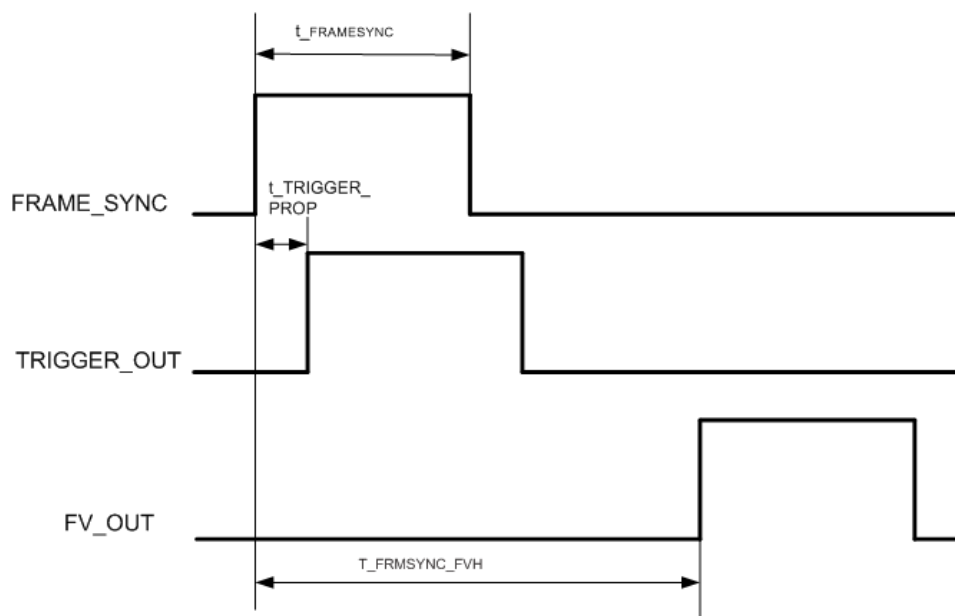 t_FRAMESYNC
FRAME_SYNC
t_TRIGGER_
PROP
TRIGGER_OUT
FV_OUT
T_FRMSYNC_FVH